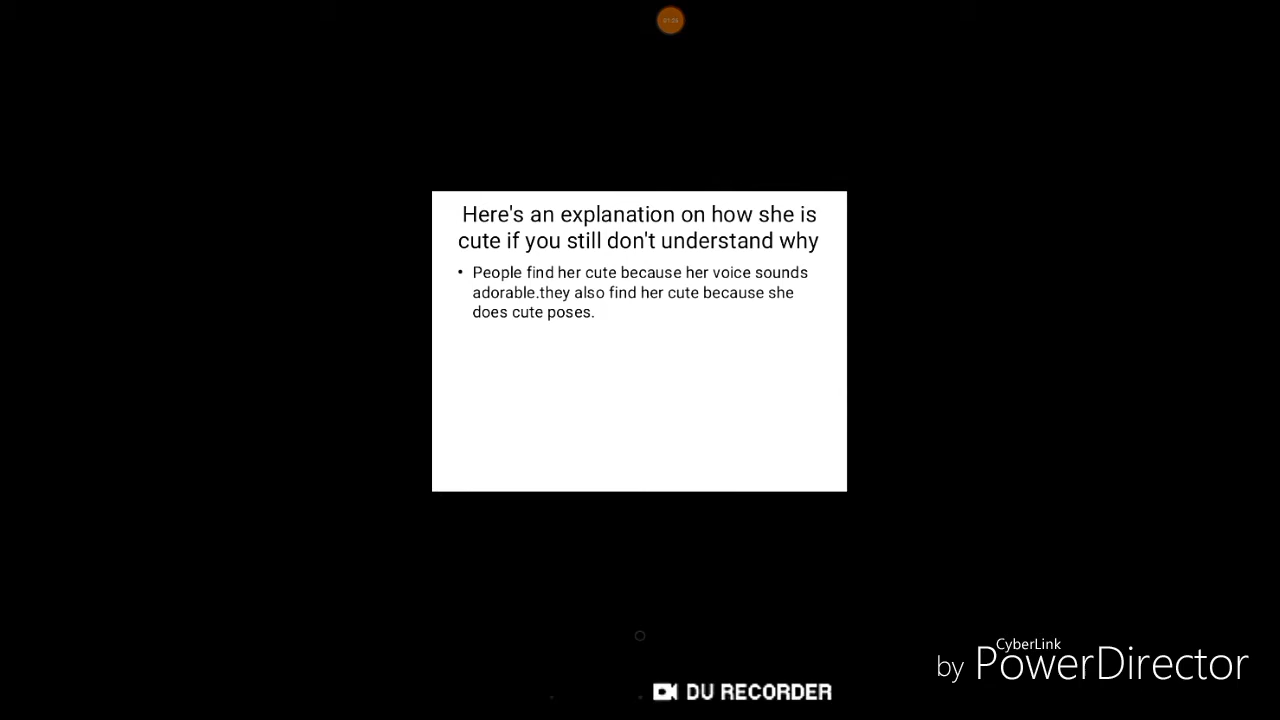 Here's an explanation on how she is
cute if you still don't understand why
• People find her cute because her voice sounds
adorable.they also find her cute because she
does cute poses.
CyberLink
by PowerDirector
DU RECORDER